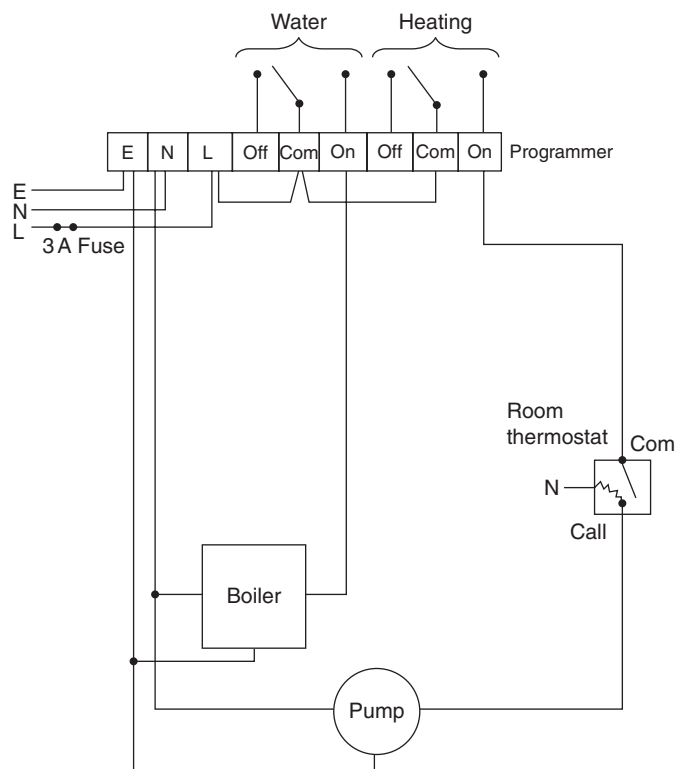 Water Heating
E N L Off Com On Off Com On Programmer
E
N
L
3 A Fuse
Room
thermostat Com
N
Call
Boiler
Pump